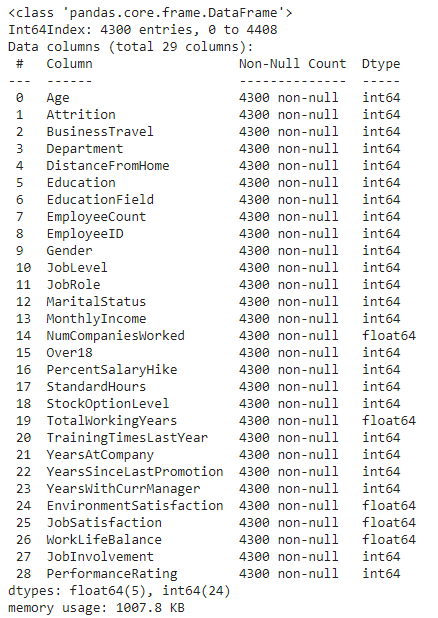 <class 'pandas.core.frame.DataFrame'>
Int64Index: 4300 entries, 0 to 4408
Data columns (total 29 columns):
 #   Column                   Non-Null Count  Dtype
---  ------                   --------------  -----
 0   Age                      4300 non-null   int64
 1   Attrition                4300 non-null   int64
 2   BusinessTravel           4300 non-null   int64
 3   Department               4300 non-null   int64
 4   DistanceFromHome         4300 non-null   int64
 5   Education                4300 non-null   int64
 6   EducationField           4300 non-null   int64
 7   EmployeeCount            4300 non-null   int64
 8   EmployeeID               4300 non-null   int64
 9   Gender                   4300 non-null   int64
 10  JobLevel                 4300 non-null   int64
 11  JobRole                  4300 non-null   int64
 12  MaritalStatus            4300 non-null   int64
 13  MonthlyIncome            4300 non-null   int64
 14  NumCompaniesWorked       4300 non-null   float64
 15  Over18                   4300 non-null   int64
 16  PercentSalaryHike        4300 non-null   int64
 17  StandardHours            4300 non-null   int64
 18  StockOptionLevel         4300 non-null   int64
 19  TotalWorkingYears        4300 non-null   float64
 20  TrainingTimesLastYear    4300 non-null   int64
 21  YearsAtCompany           4300 non-null   int64
 22  YearsSinceLastPromotion  4300 non-null   int64
 23  YearsWithCurrManager     4300 non-null   int64
 24  EnvironmentSatisfaction  4300 non-null   float64
 25  JobSatisfaction          4300 non-null   float64
 26  WorkLifeBalance          4300 non-null   float64
 27  JobInvolvement           4300 non-null   int64
 28  PerformanceRating        4300 non-null   int64
dtypes: float64(5), int64(24)
memory usage: 1007.8 KB